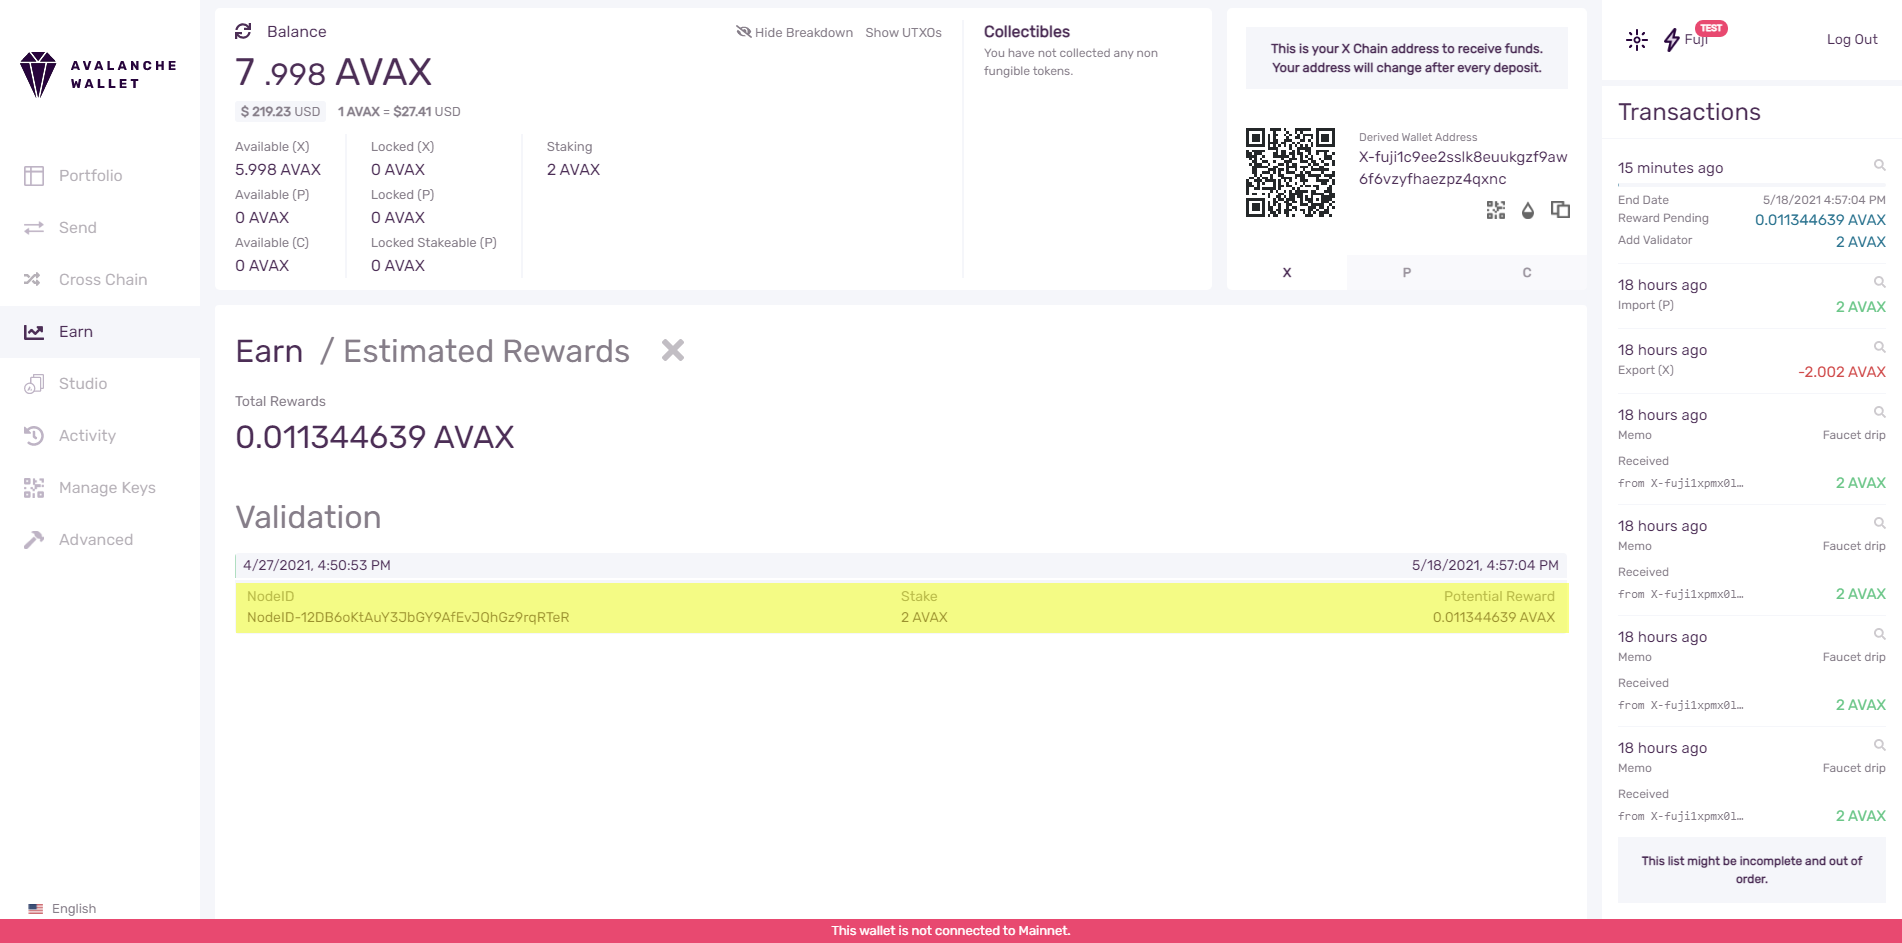 AVALANCHE
WALLET
Portfolio
Send
Cross Chain
Earn
Studio
Activity
Manage Keys
Advanced
English
Balance
Hide Breakdown
Show UTXOs
7 .998 AVAX
$ 219.23 USD
1 AVAX = $27.41 USD
Available (X)
5.998 AVAX
Available (P)
0 AVAX
Available (C)
0 AVAX
Locked (X)
0 AVAX
Locked (P)
0 AVAX
Locked Stakeable (P)
0 AVAX
Staking
2 AVAX
Collectibles
You have not collected any non
fungible tokens.
This is your X Chain address to receive funds.
Your address will change after every deposit.
Derived Wallet Address
X-fuji1c9ee2sslk8euukgzf9aw
6f6vzyfhaezpz4qxnc
X
P
C
Earn / Estimated Rewards
Total Rewards
0.011344639 AVAX
Validation
4/27/2021, 4:50:53 PM
5/18/2021, 4:57:04 PM
NodeID
Stake
Potential Reward
NodeID-12DB6oKtAuY3JbGY9AfEvJQhGz9rqRTeR
2 AVAX
0.011344639 AVAX
TEST
Fuji
Log Out
Transactions
15 minutes ago
End Date
5/18/2021 4:57:04 PM
Reward Pending
0.011344639 AVAX
Add Validator
2 AVAX
18 hours ago
Import (P)
2 AVAX
18 hours ago
Export (X)
-2.002 AVAX
18 hours ago
Memo
Faucet drip
Received
from X-fuji1xpmx0l…
2 AVAX
18 hours ago
Memo
Faucet drip
Received
from X-fuji1xpmx0l…
2 AVAX
18 hours ago
Memo
Faucet drip
Received
from X-fuji1xpmx0l…
2 AVAX
18 hours ago
Memo
Faucet drip
Received
from X-fuji1xpmx0l…
2 AVAX
This list might be incomplete and out of
order.
This wallet is not connected to Mainnet.